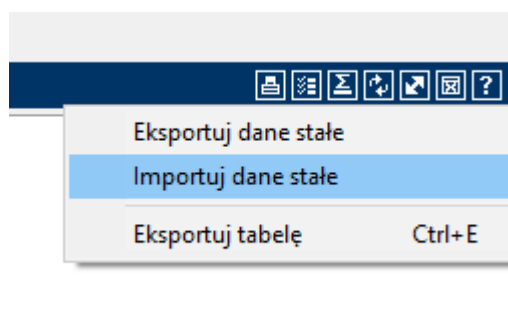 Eksportuj dane stałe
Importuj dane stałe
Eksportuj tabelę Ctrl+E